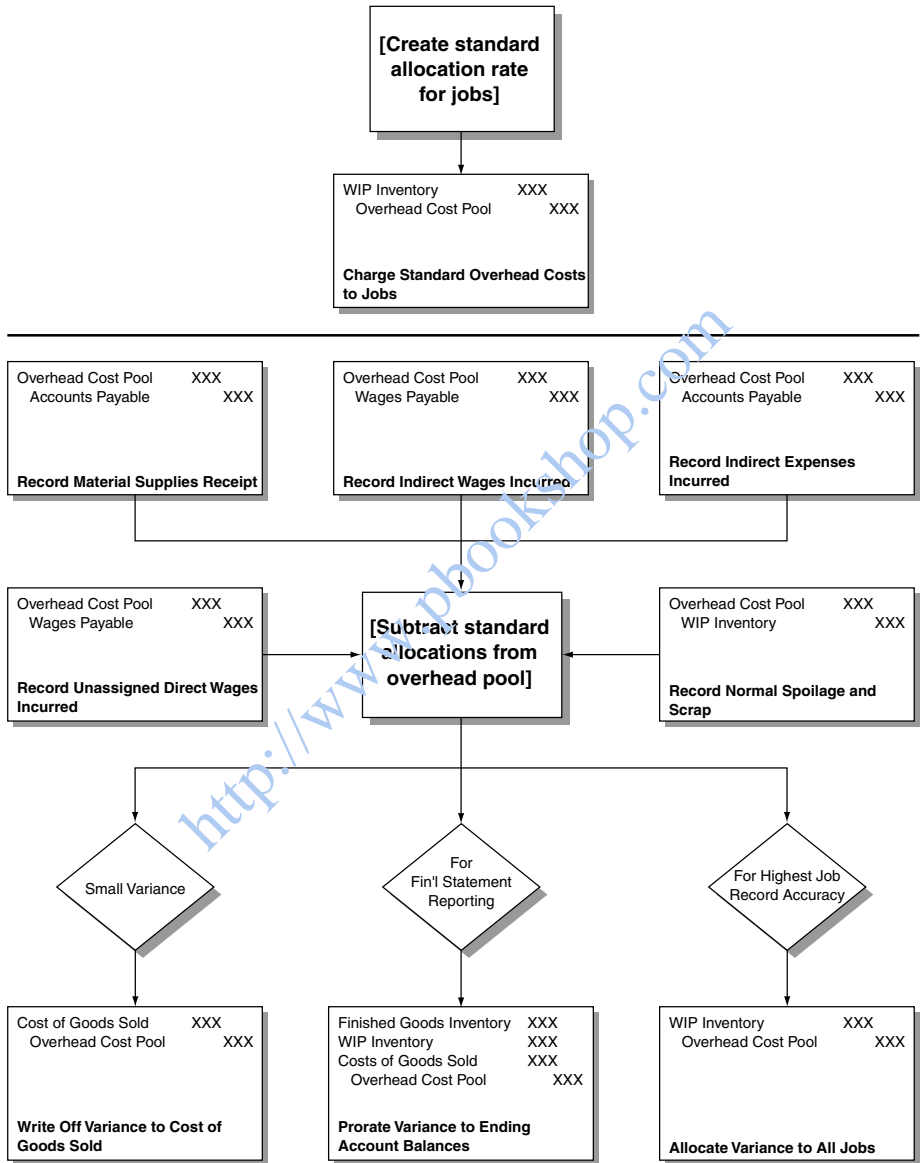 [Create standard
allocation rate
for jobs]
WIP Inventory XXX
Overhead Cost Pool XXX
Charge Standard Overhead Costs
to Jobs
Overhead Cost Pool XXX
Accounts Payable XXX
Record Material Supplies Receipt
Overhead Cost Pool XXX
Wages Payable XXX
Record Indirect Wages Incurred
Overhead Cost Pool XXX
Accounts Payable XXX
Record Indirect Expenses
Incurred
Overhead Cost Pool XXX
Wages Payable XXX
Record Unassigned Direct Wages
Incurred
[Subtract standard
allocations from
overhead pool]
Overhead Cost Pool XXX
WIP Inventory XXX
Record Normal Spoilage and
Scrap
http://www.pbookshop.com
Small Variance
For
Fin'l Statement
Reporting
For Highest Job
Record Accuracy
Cost of Goods Sold XXX
Overhead Cost Pool XXX
Write Off Variance to Cost of
Goods Sold
Finished Goods Inventory XXX
WIP Inventory XXX
Costs of Goods Sold XXX
Overhead Cost Pool XXX
Prorate Variance to Ending
Account Balances
WIP Inventory XXX
Overhead Cost Pool XXX
Allocate Variance to All Jobs